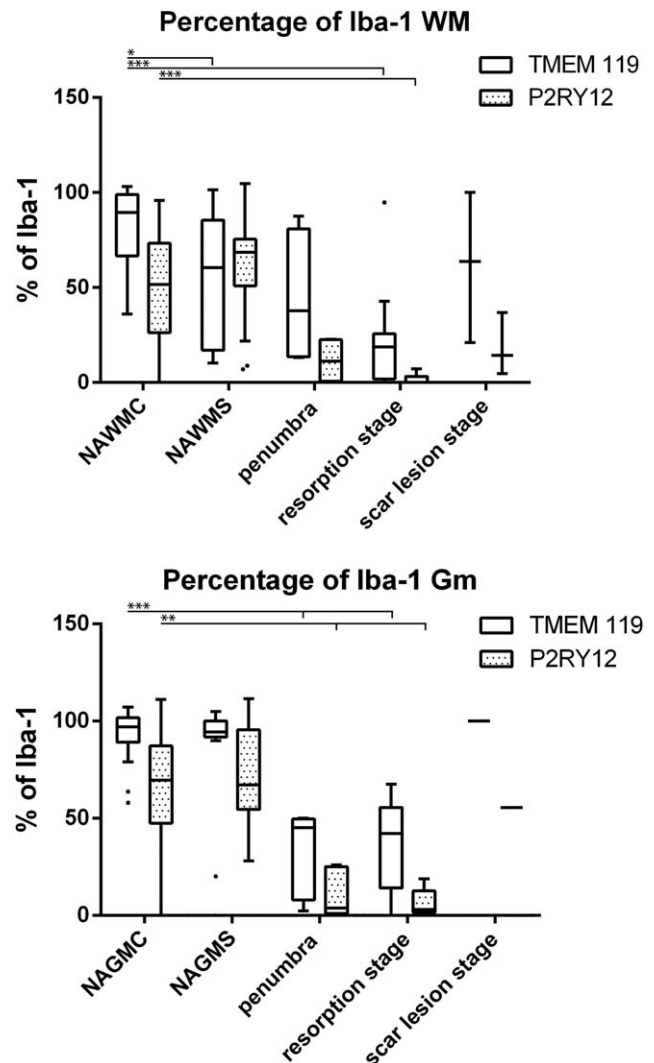 Percentage of Iba-1 WM
*
***
***
TMEM 119
P2RY12
150
100
50
0
% of Iba-1
NAWMC
NAWMS
penumbra
resorption stage
scar lesion stage
Percentage of Iba-1 Gm
***
**
TMEM 119
P2RY12
150
100
50
0
% of Iba-1
NAGMC
NAGMS
penumbra
resorption stage
scar lesion stage